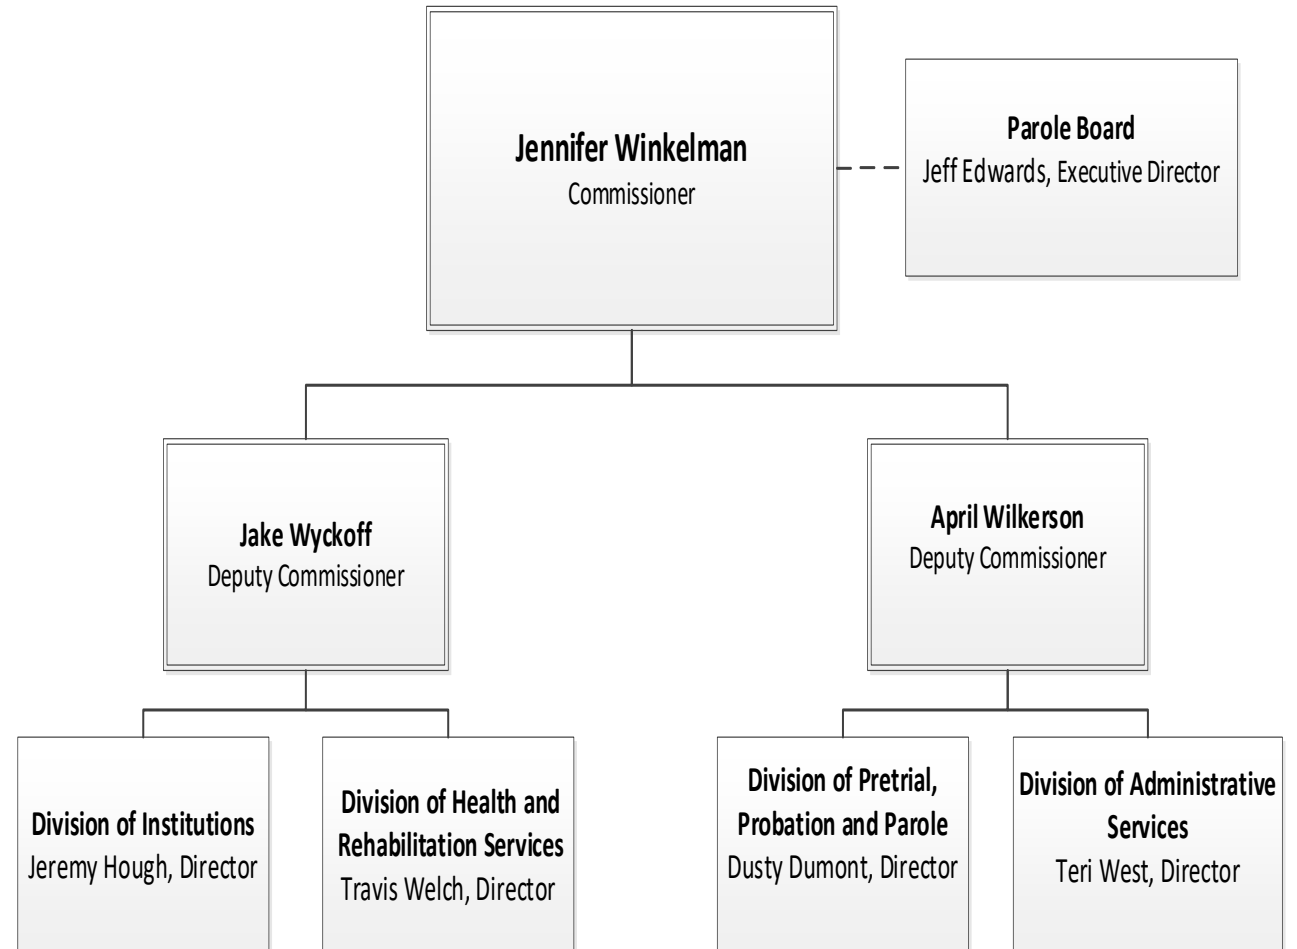 Jennifer Winkelman
Commissioner
Parole Board
Jeff Edwards, Executive Director
Jake Wyckoff
Deputy Commissioner
April Wilkerson
Deputy Commissioner
Division of Institutions
Jeremy Hough, Director
Division of Health and
Rehabilitation Services
Travis Welch, Director
Division of Pretrial,
Probation and Parole
Dusty Dumont, Director
Division of Administrative
Services
Teri West, Director